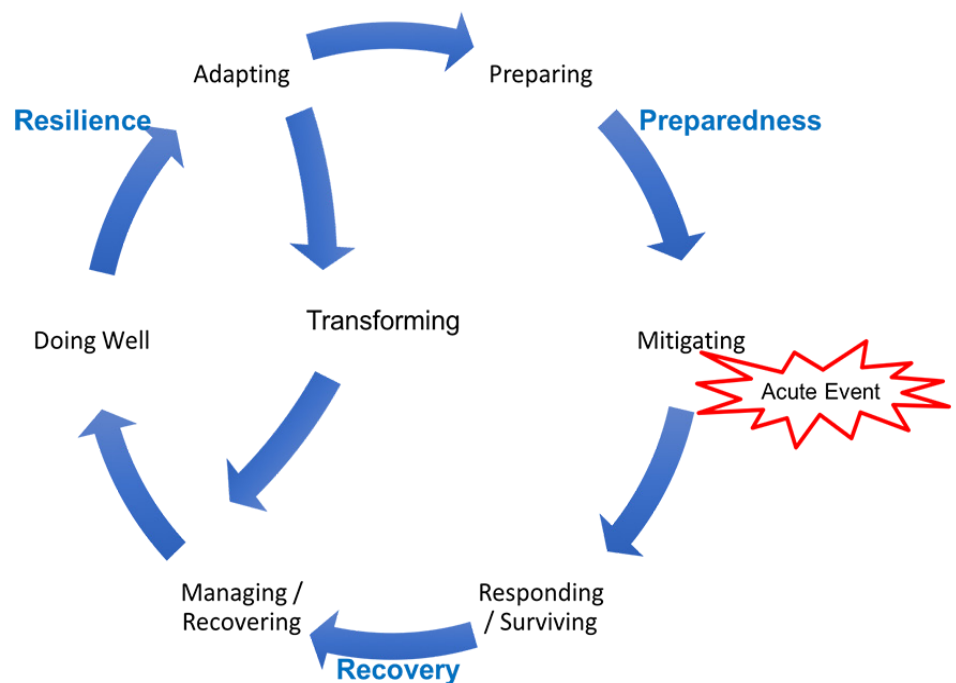 Adapting
Preparing
Resilience
Preparedness
Doing Well
Transforming
Mitigating
Acute Event
Managing /
Recovering
Responding
/ Surviving
Recovery